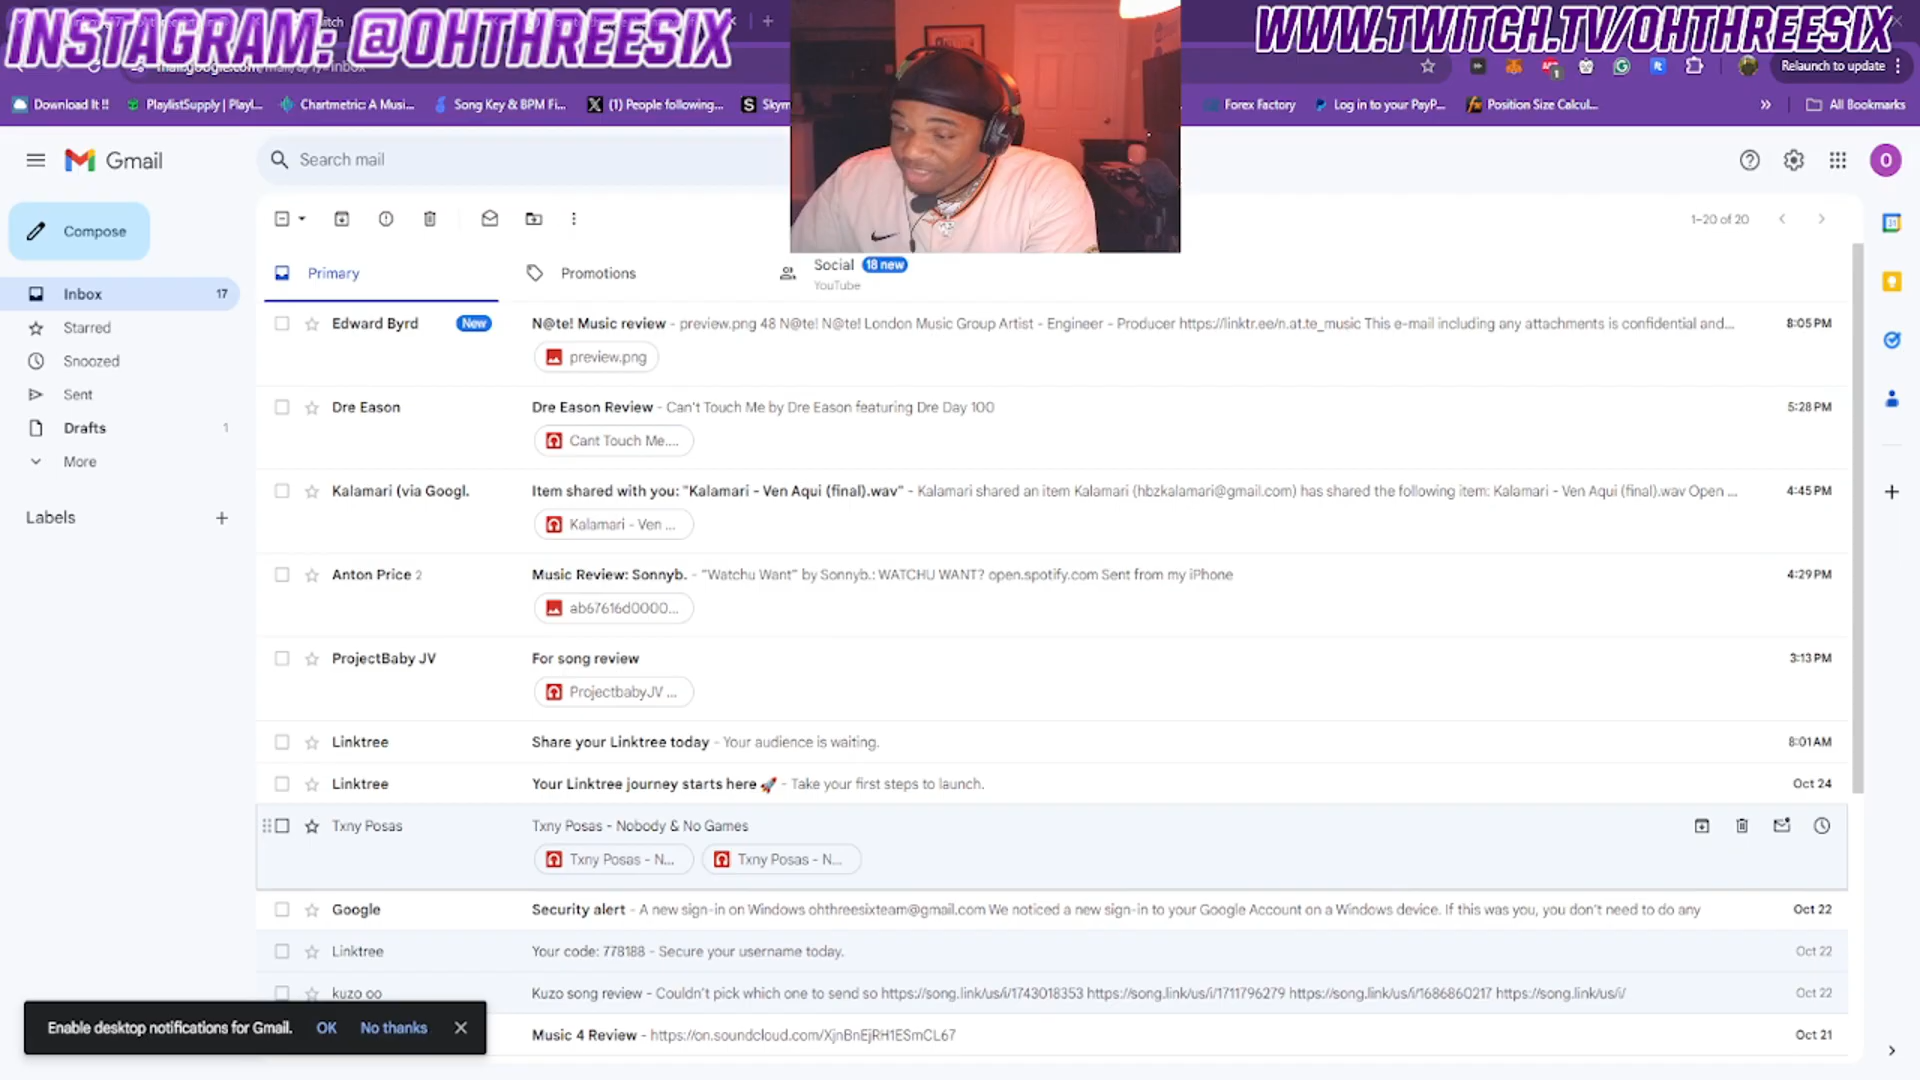 INSTAGRAM: @OHTHREESIX
WWW.TWITCH.TV/OHTHREESIX
Relaunch to update
Download It !!
PlaylistSupply | Playl...
Chartmetric: A Musi...
Song Key & BPM Fi...
(1) People following...
Skym
Forex Factory
Log in to your PayP...
Position Size Calcul...
All Bookmarks
Gmail
Search mail
O
Compose
1–20 of 20
Primary
Promotions
Social 18 new
YouTube
Inbox 17
Starred
Snoozed
Sent
Drafts 1
More
Labels
Edward Byrd New N@te! Music review - preview.png 48 N@te! N@te! London Music Group Artist - Engineer - Producer https://linktr.ee/n.at.te_music This e-mail including any attachments is confidential and... 8:05 PM
preview.png
Dre Eason Dre Eason Review - Can't Touch Me by Dre Eason featuring Dre Day 100 5:28 PM
Cant Touch Me....
Kalamari (via Googl. Item shared with you: "Kalamari - Ven Aqui (final).wav" - Kalamari shared an item Kalamari (hbzkalamari@gmail.com) has shared the following item: Kalamari - Ven Aqui (final).wav Open ... 4:45 PM
Kalamari - Ven ...
Anton Price 2 Music Review: Sonnyb. - "Watchu Want" by Sonnyb.: WATCHU WANT? open.spotify.com Sent from my iPhone 4:29 PM
ab67616d0000...
ProjectBaby JV For song review 3:13 PM
ProjectbabyJV ...
Linktree Share your Linktree today - Your audience is waiting. 8:01 AM
Linktree Your Linktree journey starts here 🚀 - Take your first steps to launch. Oct 24
Txny Posas Txny Posas - Nobody & No Games
Txny Posas - N... Txny Posas - N...
Google Security alert - A new sign-in on Windows ohthreesixteam@gmail.com We noticed a new sign-in to your Google Account on a Windows device. If this was you, you don't need to do any Oct 22
Linktree Your code: 778188 - Secure your username today. Oct 22
kuzo oo Kuzo song review - Couldn't pick which one to send so https://song.link/us/i/1743018353 https://song.link/us/i/1711796279 https://song.link/us/i/1686860217 https://song.link/us/i/ Oct 22
Music 4 Review - https://on.soundcloud.com/XjnBnEjRH1ESmCL67 Oct 21
Enable desktop notifications for Gmail. OK No thanks